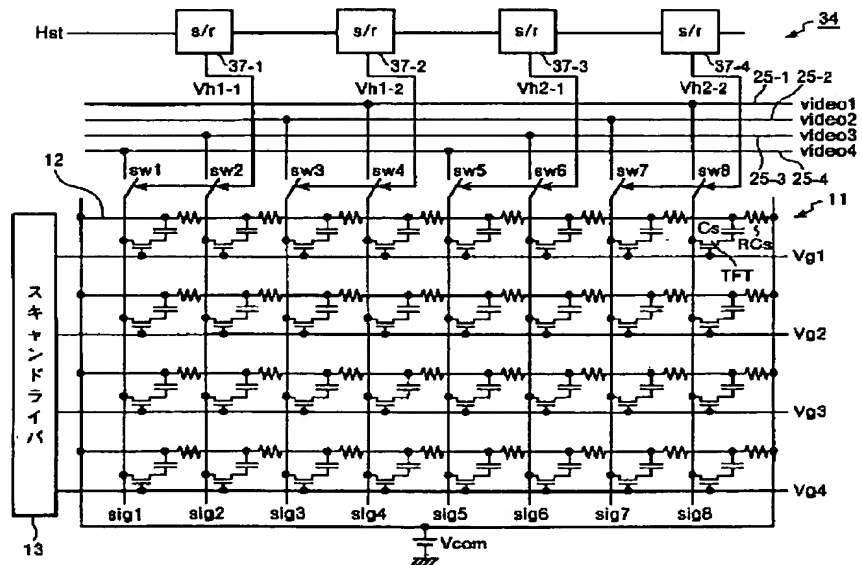 Hst
s/r
s/r
s/r
s/r
34
37-1
37-2
37-3
37-4
Vh1-1
Vh1-2
Vh2-1
Vh2-2
25-1
25-2
video1
video2
video3
video4
25-3
25-4
sw1
sw2
sw3
sw4
sw5
sw6
sw7
sw8
12
11
Cs
RCs
TFT
Vg1
Vg2
Vg3
Vg4
スキャンドライバ
13
sig1
sig2
sig3
sig4
sig5
sig6
sig7
sig8
Vcom